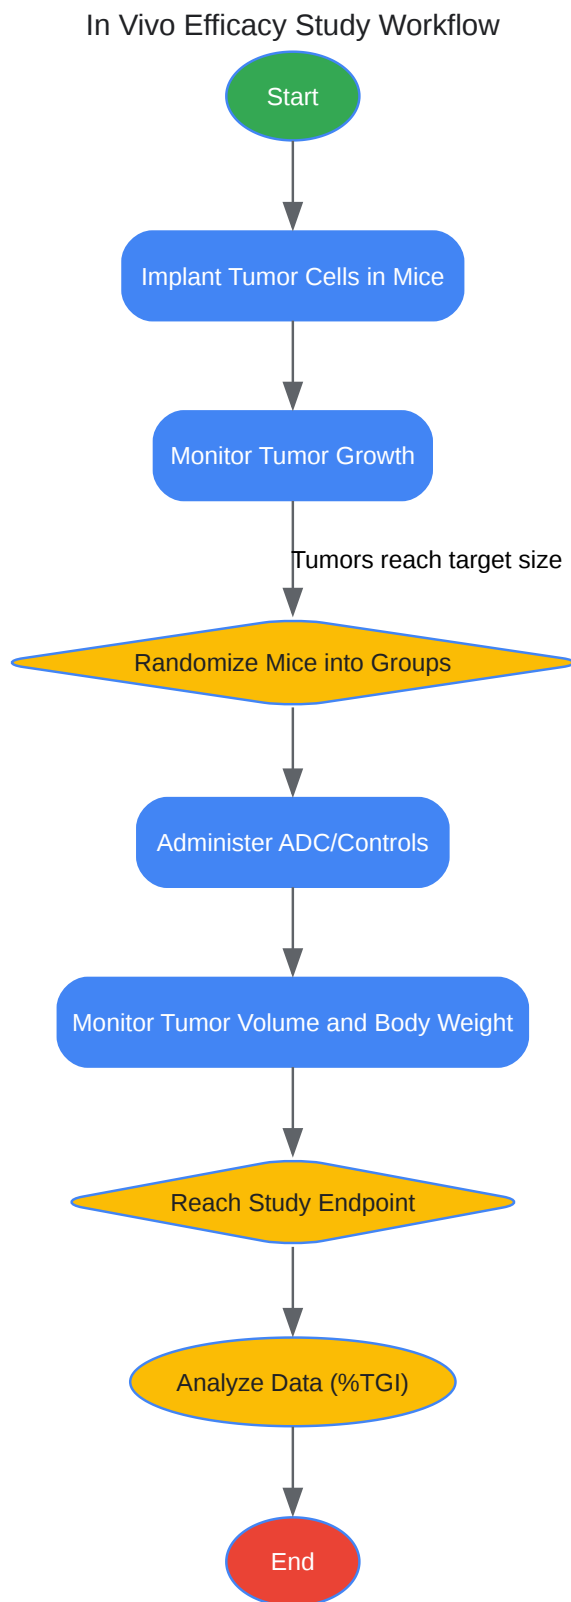 In Vivo Efficacy Study Workflow
Start
Implant Tumor Cells in Mice
Monitor Tumor Growth
Tumors reach target size
Randomize Mice into Groups
Administer ADC/Controls
Monitor Tumor Volume and Body Weight
Reach Study Endpoint
Analyze Data (%TGI)
End